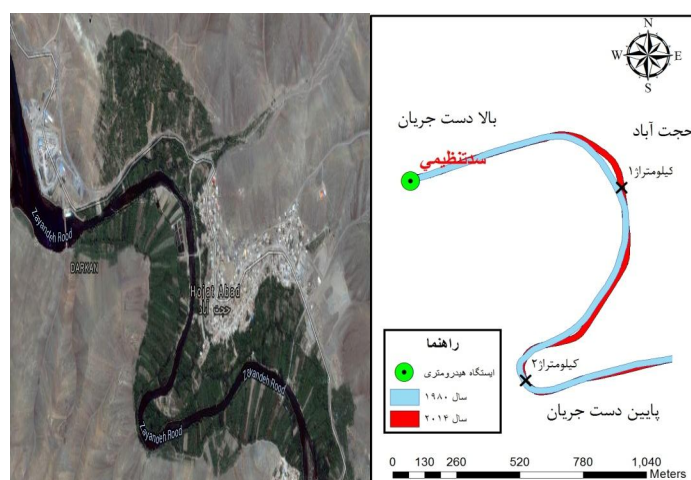 Zayandeh Rood
DARKAN
Hojat Abad
حجت آباد
Zayandeh Rood
Zayandeh Rood
N
W E
S
بالا دست جریان
حجت آباد
سدتنظیمی
کیلومتراژ۱
کیلومتراژ۲
پایین دست جریان
راهنما
ایستگاه هیدرومتری
سال ۱۹۸۰
سال ۲۰۱۴
0 130 260 520 780 1,040
Meters